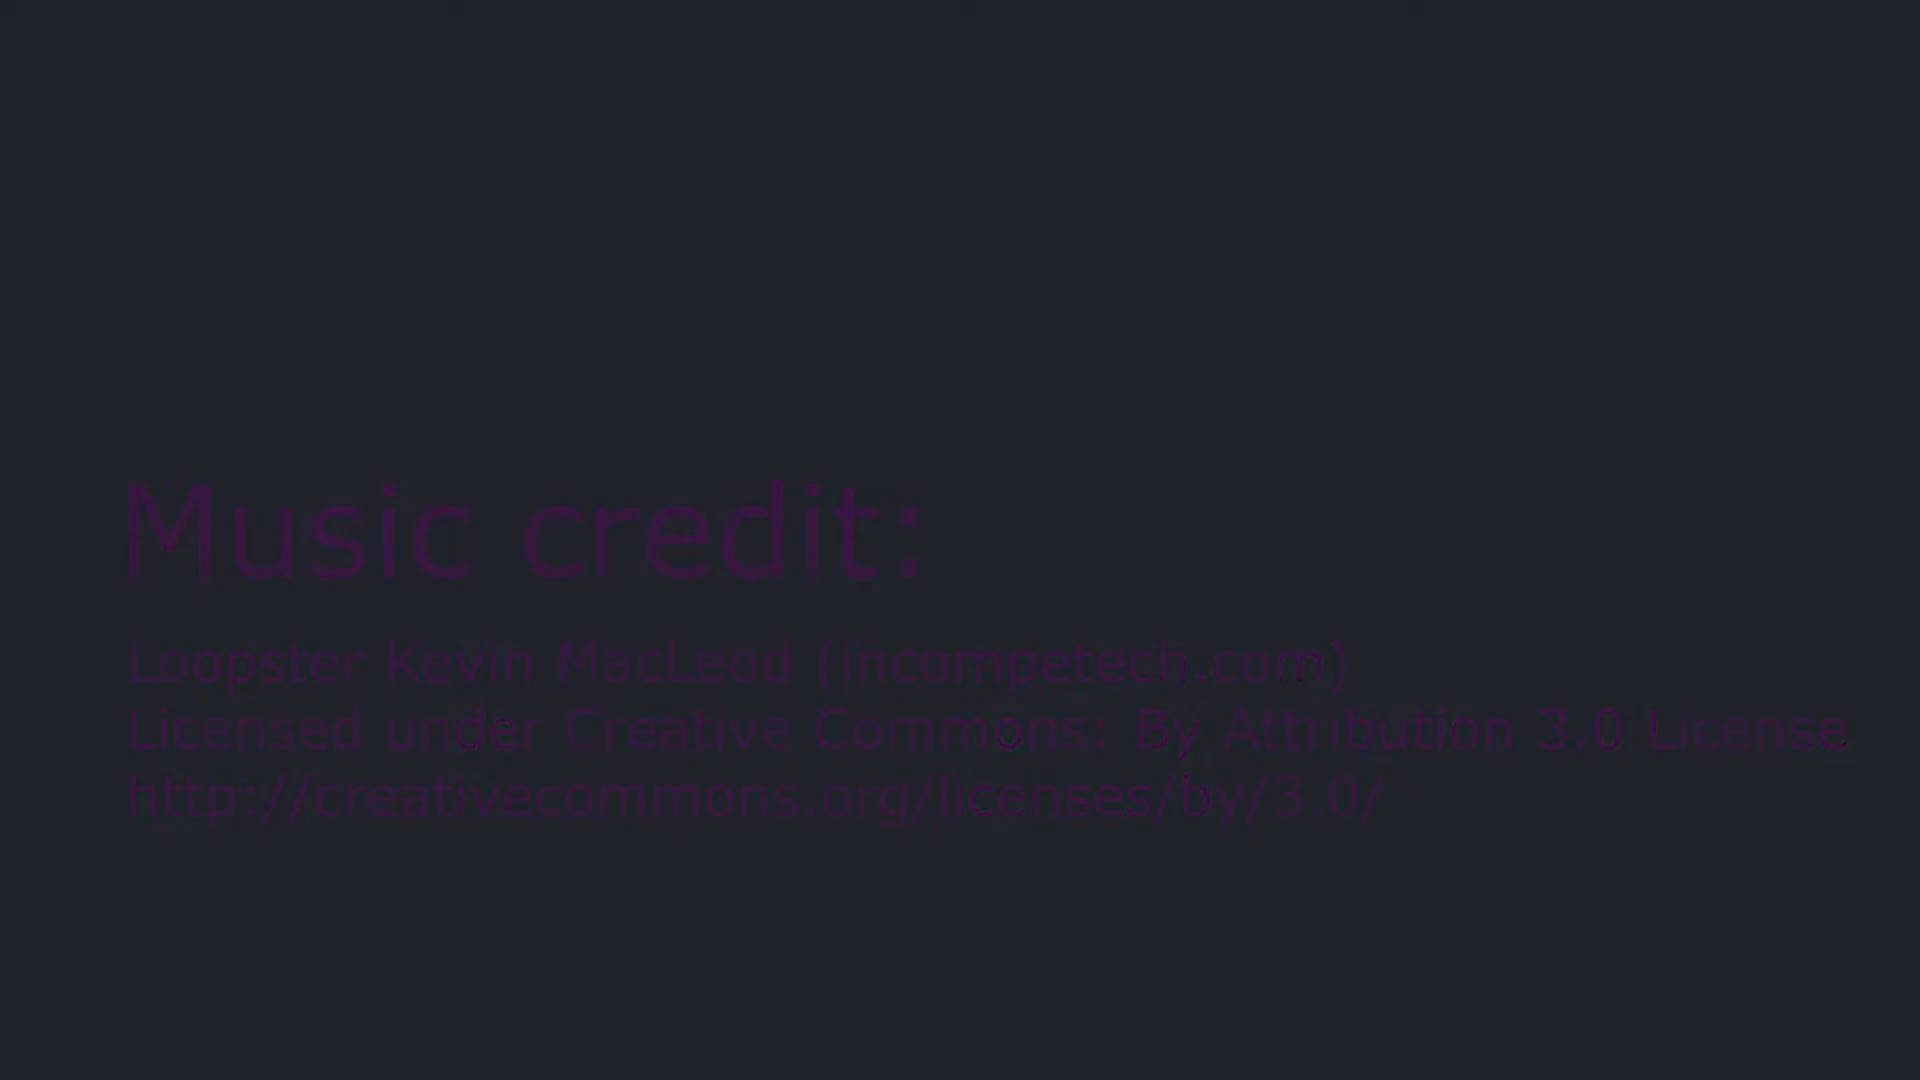 Music credit:
Loopster Kevin MacLeod (incompetech.com)
Licensed under Creative Commons: By Attribution 3.0 License
http://creativecommons.org/licenses/by/3.0/